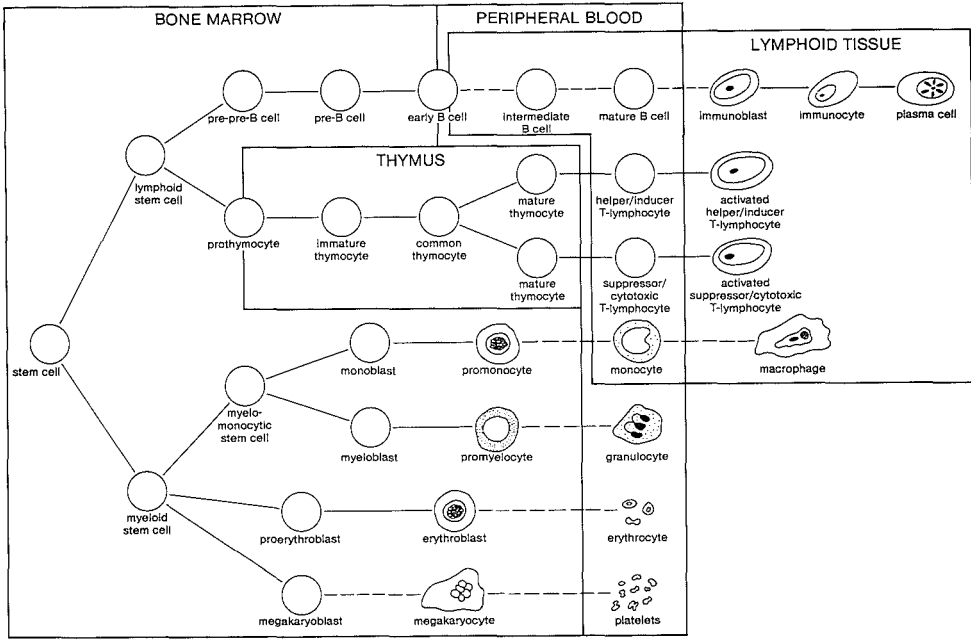 BONE MARROW
PERIPHERAL BLOOD
LYMPHOID TISSUE
pre-pre-B cell
pre-B cell
early B cell
intermediate
B cell
mature B cell
immunoblast
immunocyte
plasma cell
THYMUS
lymphoid
stem cell
mature
thymocyte
helper/inducer
T-lymphocyte
activated
helper/inducer
T-lymphocyte
prothymocyte
immature
thymocyte
common
thymocyte
mature
thymocyte
suppressor/
cytotoxic
T-lymphocyte
activated
suppressor/cytotoxic
T-lymphocyte
stem cell
monoblast
promonocyte
monocyte
macrophage
myelo-
monocytic
stem cell
myeloblast
promyelocyte
granulocyte
myeloid
stem cell
proerythroblast
erythroblast
erythrocyte
megakaryoblast
megakaryocyte
platelets